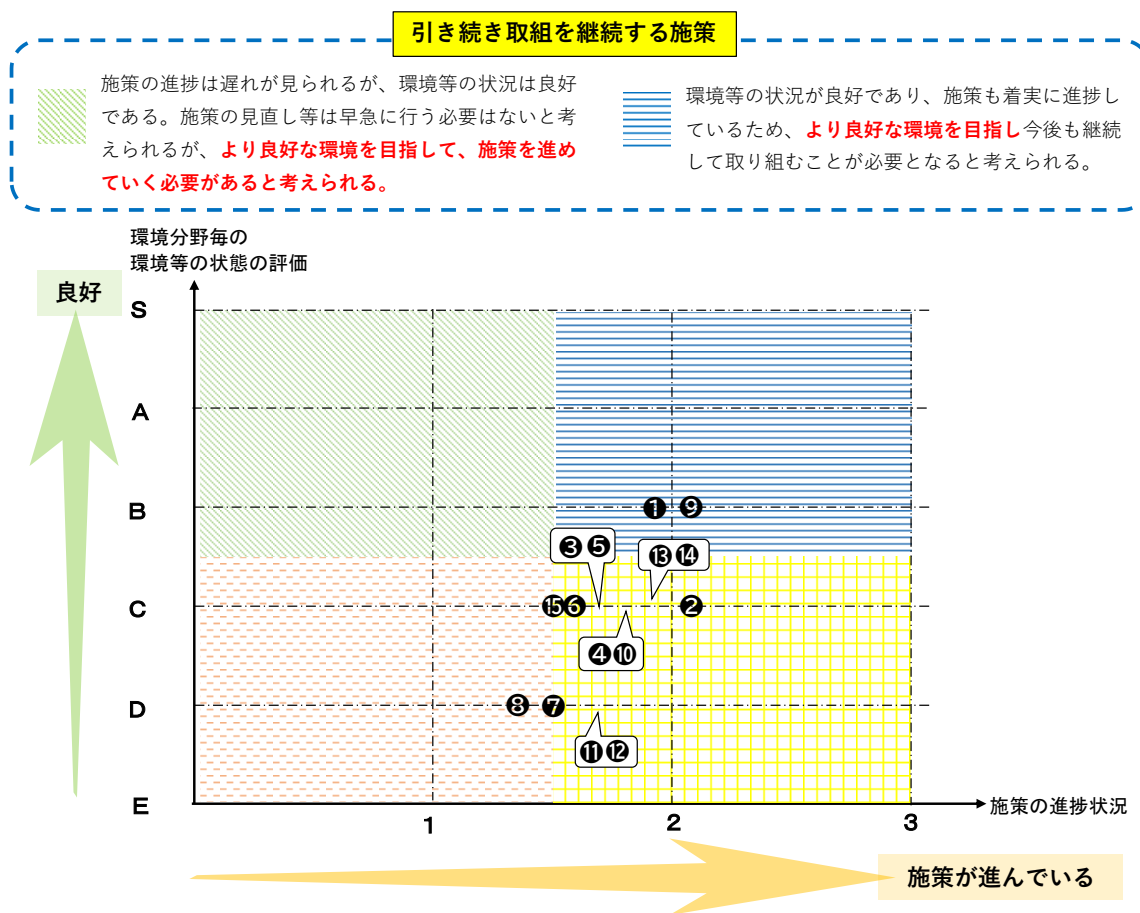 引き続き取組を継続する施策
施策の進捗は遅れが見られるが、環境等の状況は良好
である。施策の見直し等は早急に行う必要はないと考
えられるが、より良好な環境を目指して、施策を進め
ていく必要があると考えられる。
環境等の状況が良好であり、施策も着実に進捗し
ているため、より良好な環境を目指し今後も継続
して取り組むことが必要となると考えられる。
環境分野毎の
環境等の状態の評価
良好
S
A
B
❶ ❾
❸ ❺
⓭ ⓮
C
⓯ ❻ ❷
❹ ❿
D
❽ ❼
⓫ ⓬
E
施策の進捗状況
1 2 3
施策が進んでいる